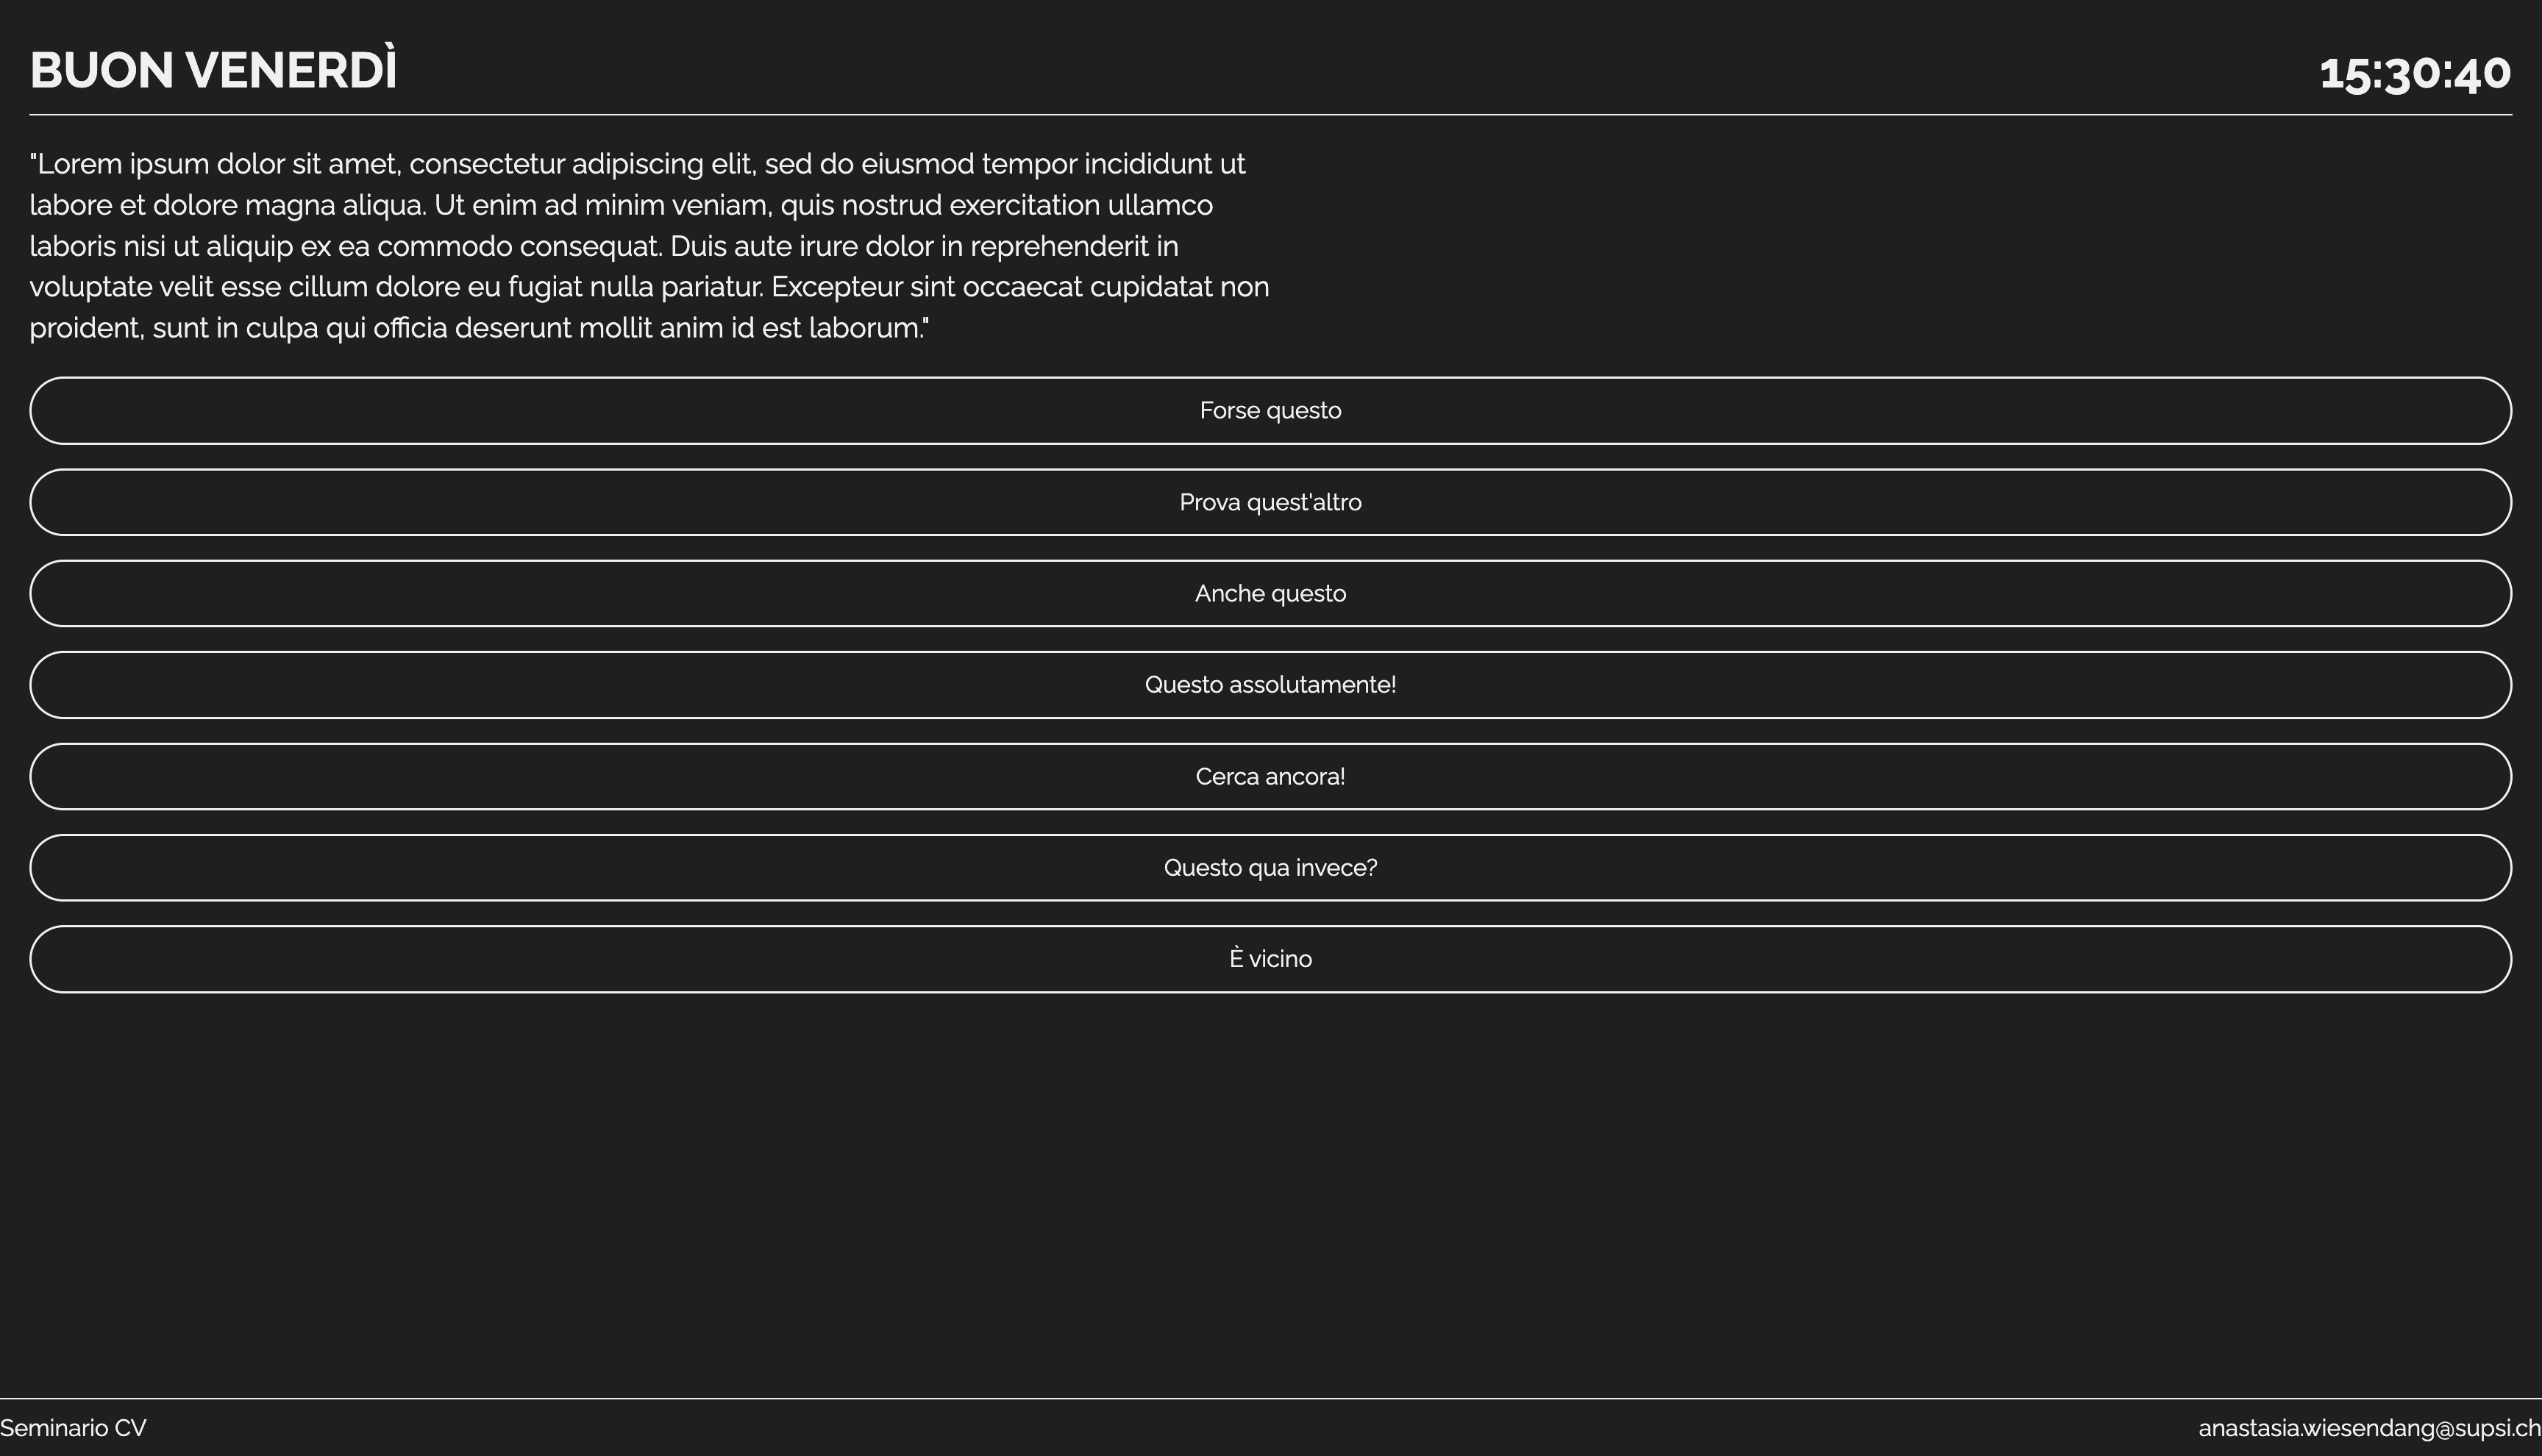 BUON VENERDÌ
15:30:40
"Lorem ipsum dolor sit amet, consectetur adipiscing elit, sed do eiusmod tempor incididunt ut
labore et dolore magna aliqua. Ut enim ad minim veniam, quis nostrud exercitation ullamco
laboris nisi ut aliquip ex ea commodo consequat. Duis aute irure dolor in reprehenderit in
voluptate velit esse cillum dolore eu fugiat nulla pariatur. Excepteur sint occaecat cupidatat non
proident, sunt in culpa qui officia deserunt mollit anim id est laborum."
Forse questo
Prova quest'altro
Anche questo
Questo assolutamente!
Cerca ancora!
Questo qua invece?
È vicino
Seminario CV
anastasia.wiesendang@supsi.ch